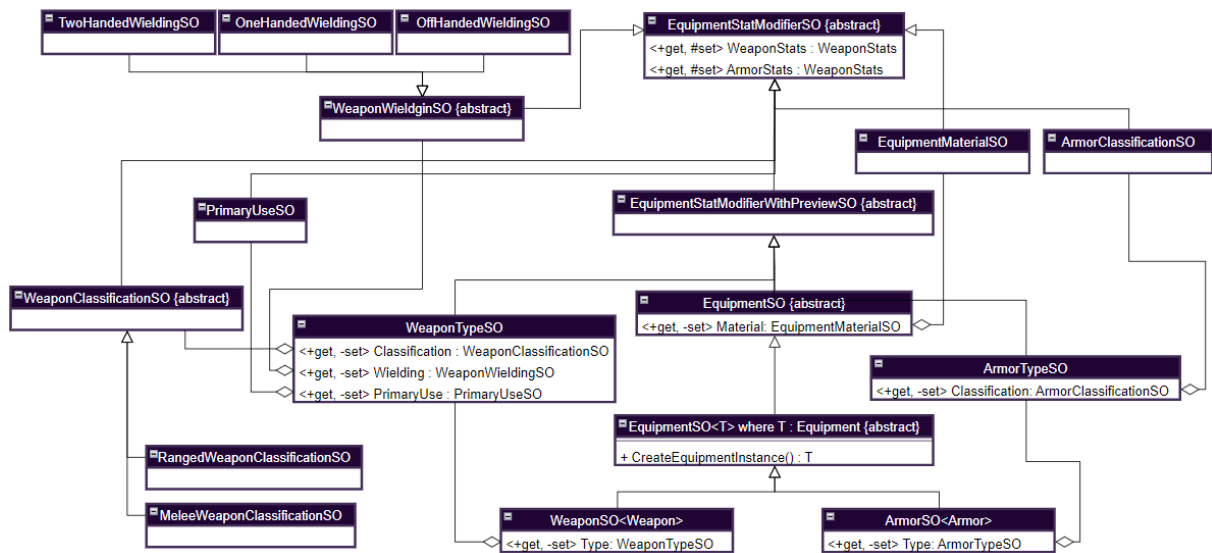 TwoHandedWieldingSO
OneHandedWieldingSO
OffHandedWieldingSO
EquipmentStatModifierSO {abstract}
<+get, #set> WeaponStats : WeaponStats
<+get, #set> ArmorStats : WeaponStats
WeaponWieldginSO {abstract}
EquipmentMaterialSO
ArmorClassificationSO
PrimaryUseSO
EquipmentStatModifierWithPreviewSO {abstract}
WeaponClassificationSO {abstract}
EquipmentSO {abstract}
<+get, -set> Material: EquipmentMaterialSO
WeaponTypeSO
<+get, -set> Classification : WeaponClassificationSO
<+get, -set> Wielding : WeaponWieldingSO
<+get, -set> PrimaryUse : PrimaryUseSO
ArmorTypeSO
<+get, -set> Classification: ArmorClassificationSO
EquipmentSO<T> where T : Equipment {abstract}
+ CreateEquipmentInstance() : T
RangedWeaponClassificationSO
MeleeWeaponClassificationSO
WeaponSO<Weapon>
<+get, -set> Type: WeaponTypeSO
ArmorSO<Armor>
<+get, -set> Type: ArmorTypeSO